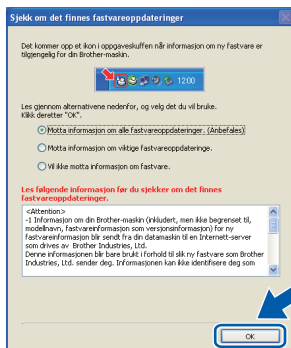 Sjekk om det finnes fastvareoppdateringer
Det kommer opp et ikon i oppgaveskuffen når informasjon om ny fastvare er
tilgjengelig for din Brother-maskin.
12:00
Les gjennom alternativene nedenfor, og velg det du vil bruke.
Klikk deretter "OK".
Motta informasjon om alle fastvareoppdateringer. (Anbefales)
Motta informasjon om viktige fastvareoppdateringe.
Vil ikke motta informasjon om fastvare.
Les følgende informasjon før du sjekker om det finnes
fastvareoppdateringer.
<Attention>
-1 Informasjon om din Brother-maskin (inkludert, men ikke begrenset til,
modellnavn, fastvareinformasjon som versjonsinformasjon) for ny
fastvareinformasjon blir sendt fra din datamaskin til en Internett-server
som drives av Brother Industries, Ltd.
Denne informasjonen blir bare brukt i forhold til slik ny fastvare som Brother
Industries, Ltd. sender deg. Informasjonen kan ikke identifisere deg som
OK